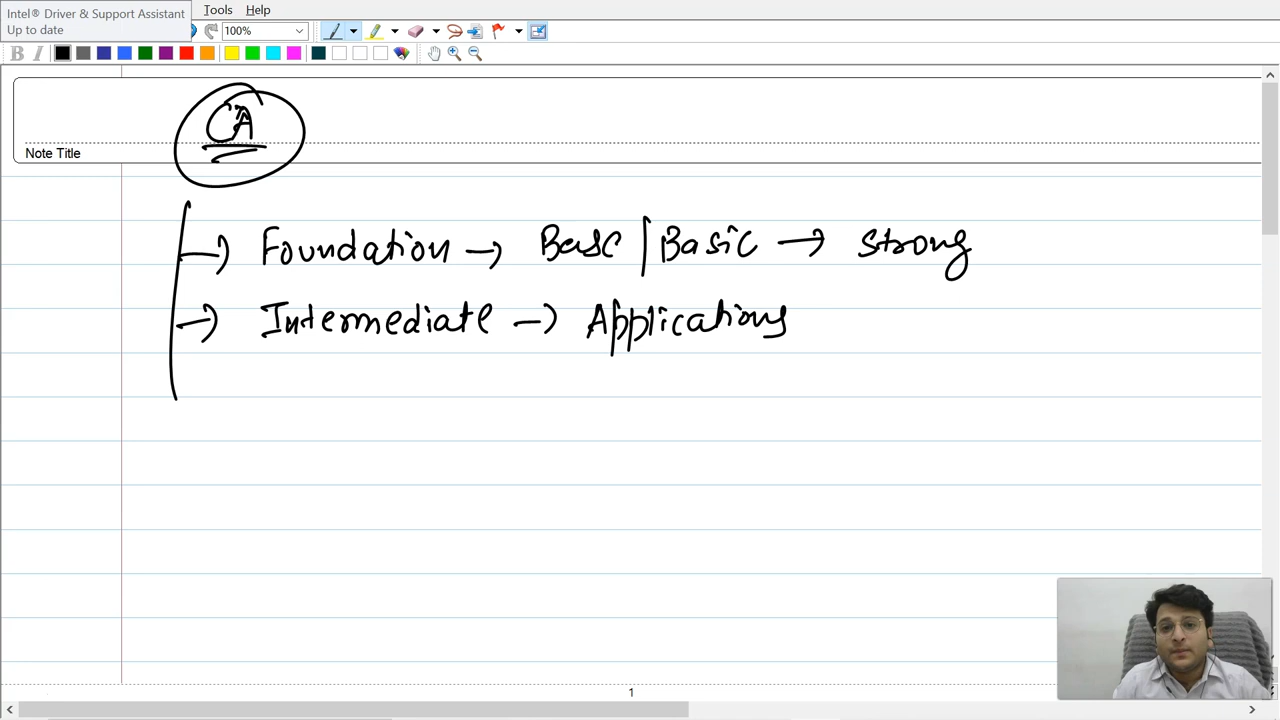 Intel® Driver & Support Assistant
Up to date
Tools Help
100%
B I
CA
Note Title
Foundation → Base | Basic → Strong
Intermediate → Applications
1